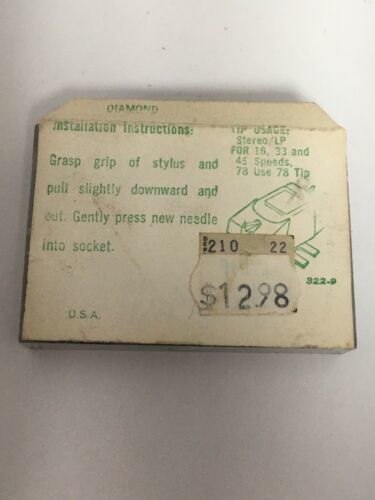 DIAMOND
Installation Instructions:
Grasp grip of stylus and
pull slightly downward and
out. Gently press new needle
into socket.
U.S.A.
TIP USAGE:
Stereo/LP
FOR 16, 33 and
45 Speeds,
78 Use 78 Tip
322-9
DEP 210 22
$12.98